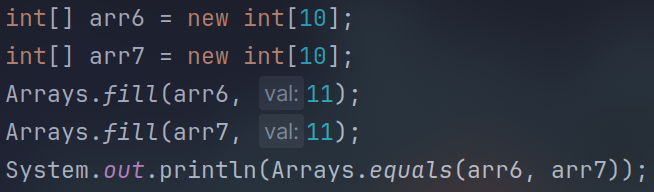 int[] arr6 = new int[10];
int[] arr7 = new int[10];
Arrays.fill(arr6, val: 11);
Arrays.fill(arr7, val: 11);
System.out.println(Arrays.equals(arr6, arr7));